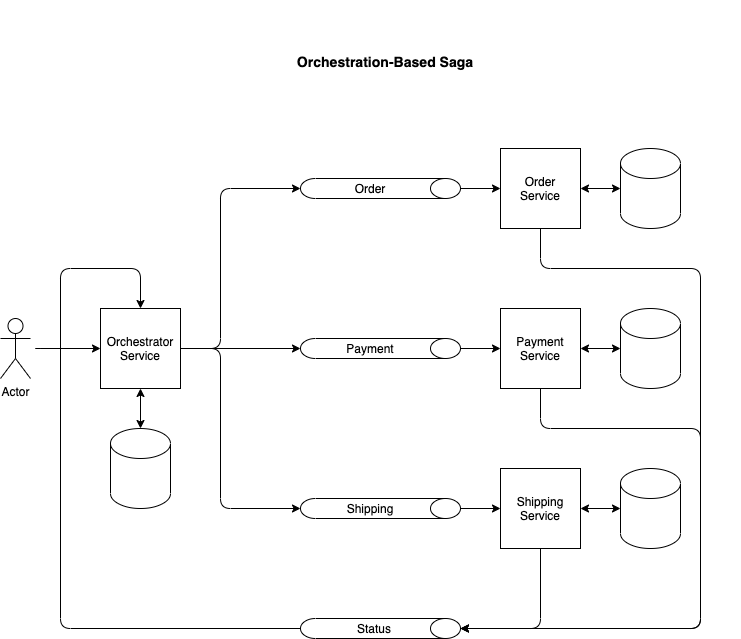 Orchestration-Based Saga
Order
Order
Service
Orchestrator
Service
Payment
Payment
Service
Actor
Shipping
Shipping
Service
Status